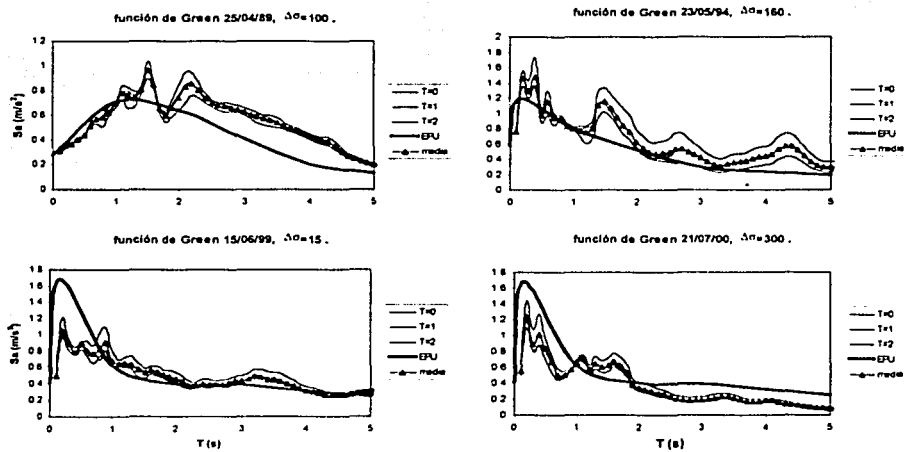 función de Green 25/04/89, Δσ=100.
Sa (m/s²)
1.2
1
0.8
0.6
0.4
0.2
0
0 1 2 3 4 5
T=0
T=1
T=2
EPU
media
función de Green 23/05/94, Δσ=160.
2
1.8
1.6
1.4
1.2
1
0.8
0.6
0.4
0.2
0
0 1 2 3 4 5
T=0
T=1
T=2
EPU
media
función de Green 15/06/99, Δσ=15.
Sa (m/s²)
1.8
1.6
1.4
1.2
1
0.8
0.6
0.4
0.2
0
0 1 2 3 4 5
T (s)
T=0
T=1
T=2
EPU
media
función de Green 21/07/00, Δσ=300.
1.8
1.6
1.4
1.2
1
0.8
0.6
0.4
0.2
0
0 1 2 3 4 5
T (s)
T=0
T=1
T=2
EPU
media